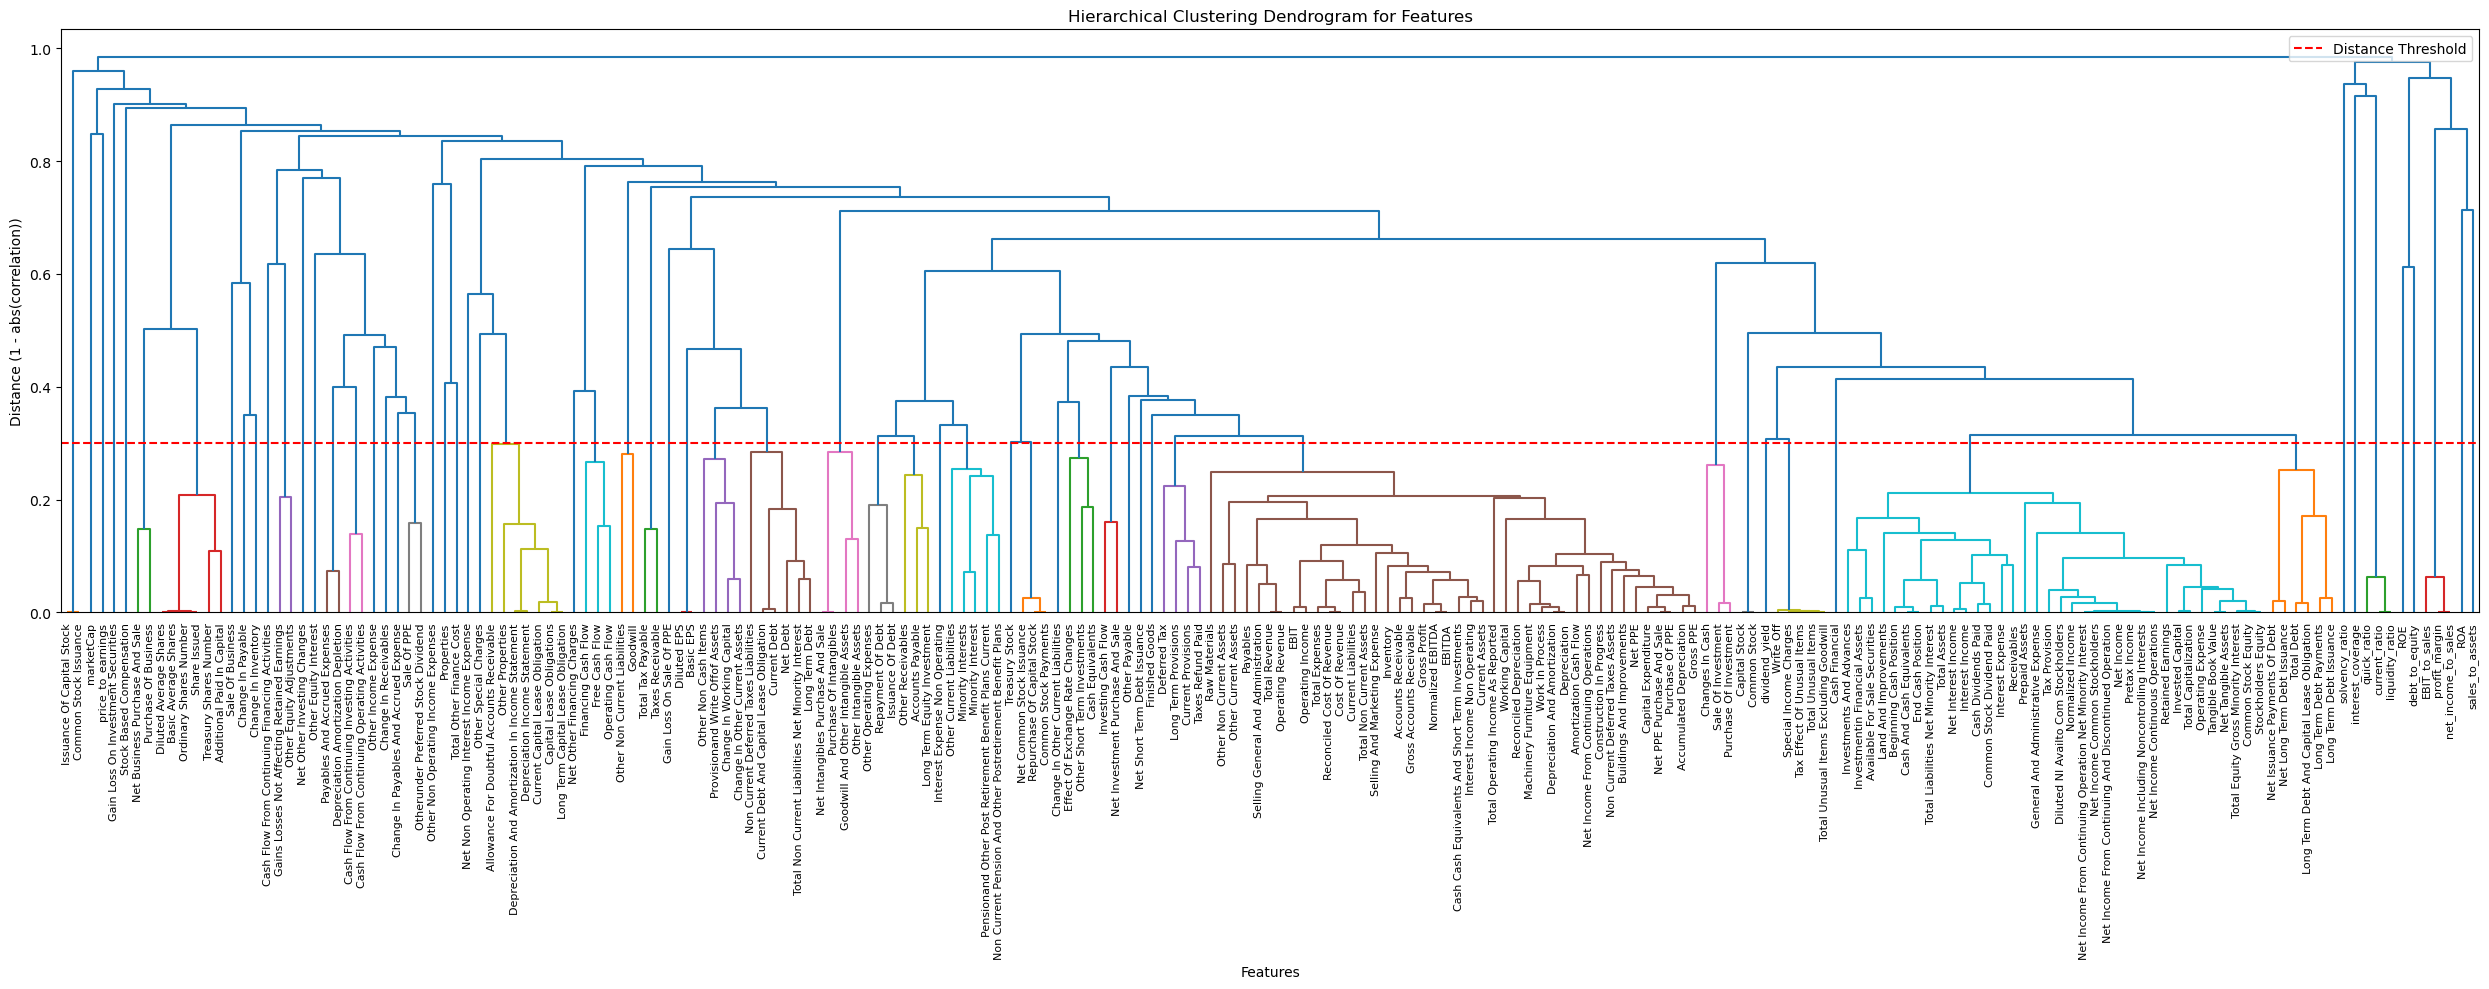 Hierarchical Clustering Dendrogram for Features
Distance Threshold
Distance (1 - abs(correlation))
1.0
0.8
0.6
0.4
0.2
0.0
Issuance Of Capital Stock
Common Stock Issuance
marketCap
price_to_earnings
Gain Loss On Investment Securities
Stock Based Compensation
Net Business Purchase And Sale
Purchase Of Business
Diluted Average Shares
Basic Average Shares
Ordinary Shares Number
Share Issued
Treasury Shares Number
Additional Paid In Capital
Sale Of Business
Change In Payable
Change In Inventory
Cash Flow From Continuing Financing Activities
Gains Losses Not Affecting Retained Earnings
Other Equity Adjustments
Net Other Investing Changes
Other Equity Interest
Payables And Accrued Expenses
Depreciation Amortization Depletion
Cash Flow From Continuing Investing Activities
Cash Flow From Continuing Operating Activities
Other Income Expense
Change In Receivables
Change In Payables And Accrued Expense
Sale Of PPE
Otherunder Preferred Stock Dividend
Other Non Operating Income Expenses
Properties
Total Other Finance Cost
Net Non Operating Interest Income Expense
Other Special Charges
Allowance For Doubtful Accounts Receivable
Other Properties
Depreciation And Amortization In Income Statement
Depreciation Income Statement
Current Capital Lease Obligation
Capital Lease Obligations
Long Term Capital Lease Obligation
Net Other Financing Charges
Financing Cash Flow
Free Cash Flow
Operating Cash Flow
Other Non Current Liabilities
Goodwill
Total Tax Payable
Taxes Receivable
Gain Loss On Sale Of PPE
Diluted EPS
Basic EPS
Other Non Cash Items
Provisionand Write Offof Assets
Change In Working Capital
Change In Other Current Assets
Non Current Deferred Taxes Liabilities
Current Debt And Capital Lease Obligation
Current Debt
Net Debt
Total Non Current Liabilities Net Minority Interest
Long Term Debt
Net Intangibles Purchase And Sale
Purchase Of Intangibles
Goodwill And Other Intangible Assets
Other Intangible Assets
Other Operating Expenses
Repayment Of Debt
Issuance Of Debt
Other Receivables
Accounts Payable
Long Term Equity Investment
Interest Expense Non Operating
Other Current Liabilities
Minority Interests
Minority Interest
Pensionand Other Post Retirement Benefit Plans Current
Non Current Pension And Other Postretirement Benefit Plans
Treasury Stock
Net Common Stock Issuance
Repurchase Of Capital Stock
Common Stock Payments
Change In Other Current Liabilities
Effect Of Exchange Rate Changes
Other Short Term Investments
Cash Equivalents
Investing Cash Flow
Net Investment Purchase And Sale
Other Payable
Net Short Term Debt Issuance
Finished Goods
Deferred Tax
Long Term Provisions
Current Provisions
Taxes Refund Paid
Raw Materials
Other Non Current Assets
Other Current Assets
Payables
Selling General And Administration
Total Revenue
Operating Revenue
EBIT
Operating Income
Total Expenses
Reconciled Cost Of Revenue
Cost Of Revenue
Current Liabilities
Total Non Current Assets
Selling And Marketing Expense
Inventory
Accounts Receivable
Gross Accounts Receivable
Gross Profit
Normalized EBITDA
EBITDA
Cash Cash Equivalents And Short Term Investments
Interest Income Non Operating
Current Assets
Total Operating Income As Reported
Working Capital
Reconciled Depreciation
Machinery Furniture Equipment
Work In Process
Depreciation And Amortization
Depreciation
Amortization Cash Flow
Net Income From Continuing Operations
Construction In Progress
Non Current Deferred Taxes Assets
Buildings And Improvements
Net PPE
Capital Expenditure
Net PPE Purchase And Sale
Purchase Of PPE
Accumulated Depreciation
Gross PPE
Changes In Cash
Sale Of Investment
Purchase Of Investment
Capital Stock
Common Stock
dividend_yield
Write Off
Special Income Charges
Tax Effect Of Unusual Items
Total Unusual Items
Total Unusual Items Excluding Goodwill
Cash Financial
Investments And Advances
Investmentin Financial Assets
Available For Sale Securities
Land And Improvements
Beginning Cash Position
Cash And Cash Equivalents
End Cash Position
Total Liabilities Net Minority Interest
Total Assets
Net Interest Income
Interest Income
Cash Dividends Paid
Common Stock Dividend Paid
Interest Expense
Receivables
Prepaid Assets
General And Administrative Expense
Tax Provision
Diluted NI Availto Com Stockholders
Normalized Income
Net Income From Continuing Operation Net Minority Interest
Net Income Common Stockholders
Net Income From Continuing And Discontinued Operation
Net Income
Pretax Income
Net Income Including Noncontrolling Interests
Net Income Continuous Operations
Retained Earnings
Invested Capital
Total Capitalization
Operating Expense
Tangible Book Value
Net Tangible Assets
Total Equity Gross Minority Interest
Common Stock Equity
Stockholders Equity
Net Issuance Payments Of Debt
Net Long Term Debt Issuance
Total Debt
Long Term Debt And Capital Lease Obligation
Long Term Debt Payments
Long Term Debt Issuance
solvency_ratio
interest_coverage
quick_ratio
current_ratio
liquidity_ratio
ROE
debt_to_equity
EBIT_to_sales
profit_margin
net_income_to_sales
ROA
sales_to_assets
Features